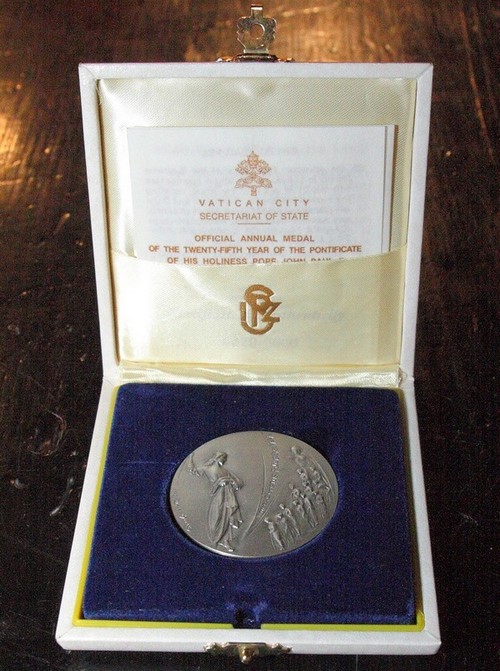 VATICAN CITY
SECRETARIAT OF STATE
OFFICIAL ANNUAL MEDAL
OF THE TWENTY-FIFTH YEAR OF THE PONTIFICATE
OF HIS HOLINESS POPE JOHN PAUL